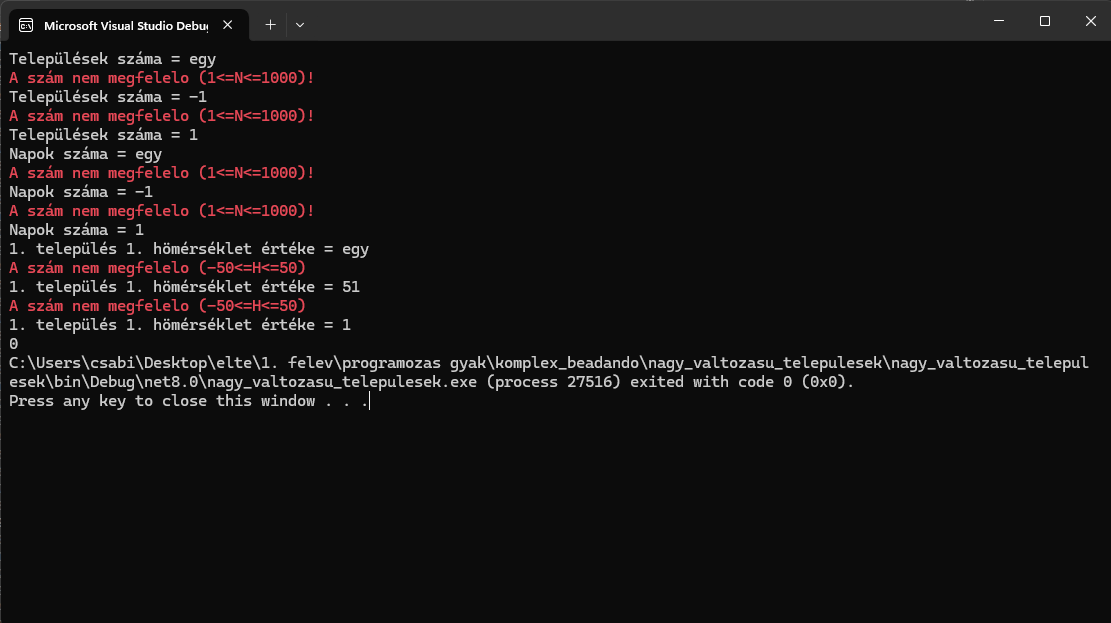 Microsoft Visual Studio Debug
Települések száma = egy
A szám nem megfelelo (1<=N<=1000)!
Települések száma = -1
A szám nem megfelelo (1<=N<=1000)!
Települések száma = 1
Napok száma = egy
A szám nem megfelelo (1<=N<=1000)!
Napok száma = -1
A szám nem megfelelo (1<=N<=1000)!
Napok száma = 1
1. település 1. hömérséklet értéke = egy
A szám nem megfelelo (-50<=H<=50)
1. település 1. hömérséklet értéke = 51
A szám nem megfelelo (-50<=H<=50)
1. település 1. hömérséklet értéke = 1
0
C:\Users\csabi\Desktop\elte\1. felev\programozas gyak\komplex_beadando\nagy_valtozasu_telepulesek\nagy_valtozasu_telepul
esek\bin\Debug\net8.0\nagy_valtozasu_telepulesek.exe (process 27516) exited with code 0 (0x0).
Press any key to close this window . . .